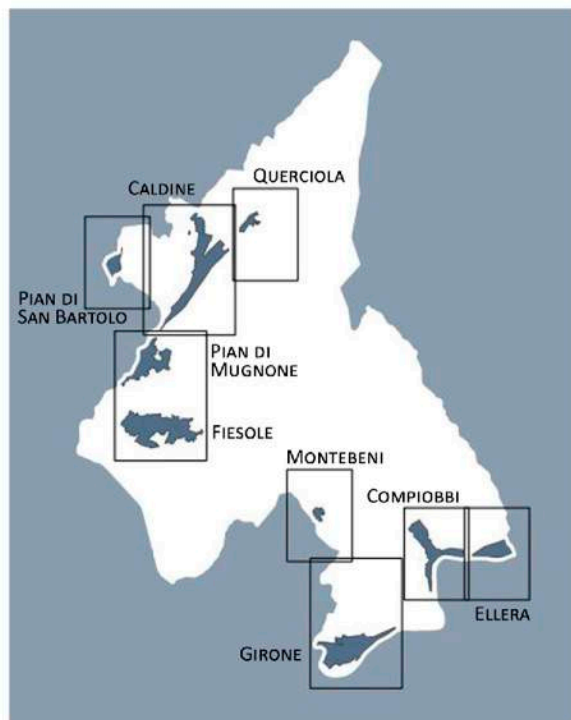 QUERCIOLA
CALDINE
PIAN DI
SAN BARTOLO
PIAN DI
MUGNONE
FIESOLE
MONTEBENI
COMPIOBBI
ELLERA
GIRONE